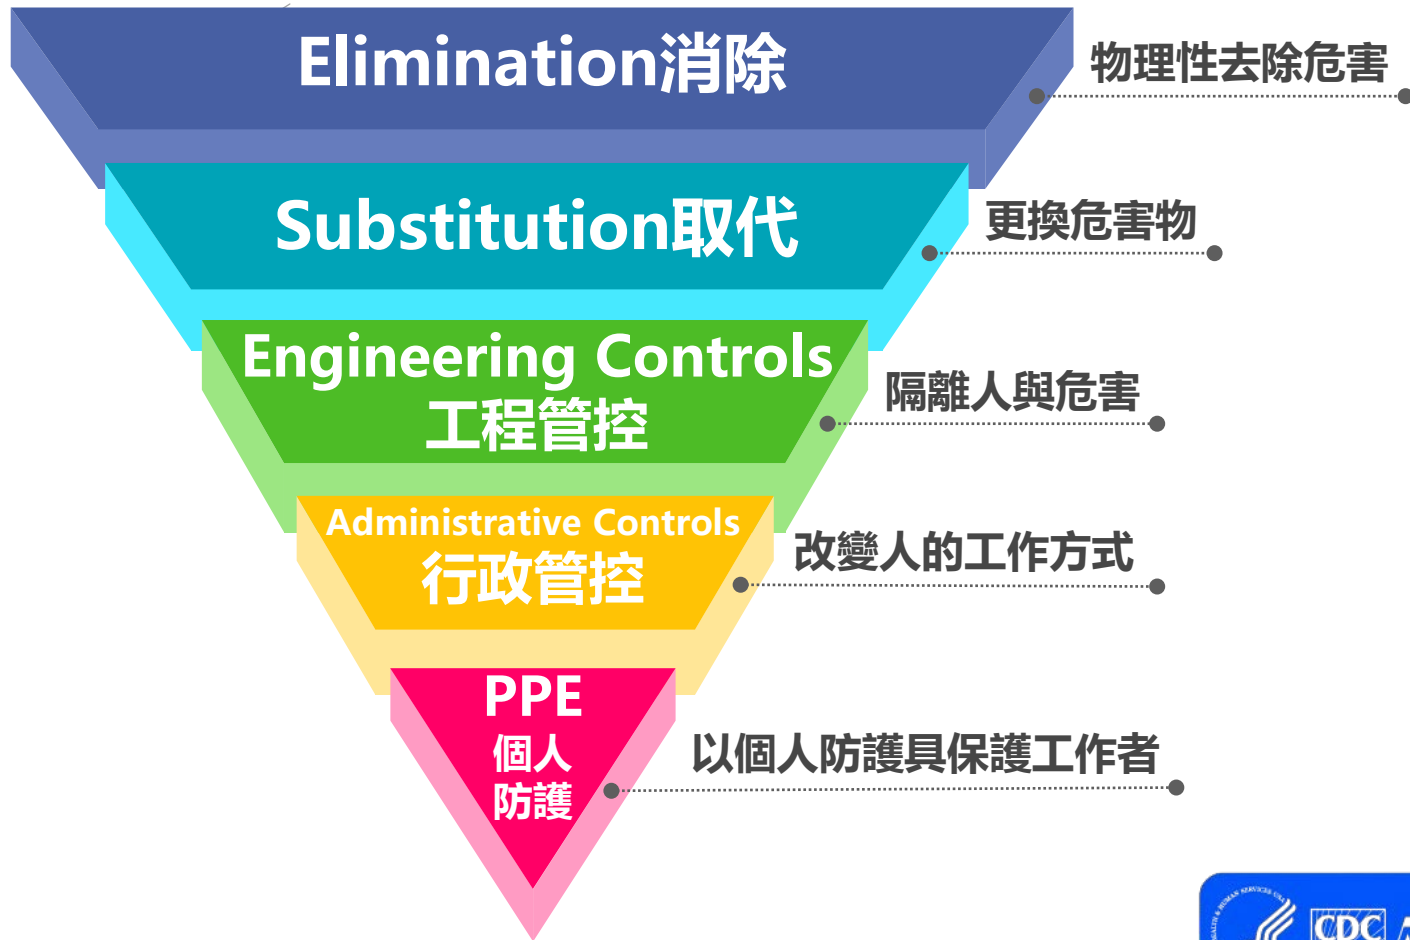 Elimination消除
物理性去除危害
Substitution取代
更換危害物
Engineering Controls
工程管控
隔離人與危害
Administrative Controls
行政管控
改變人的工作方式
PPE
個人
防護
以個人防護具保護工作者
CDC